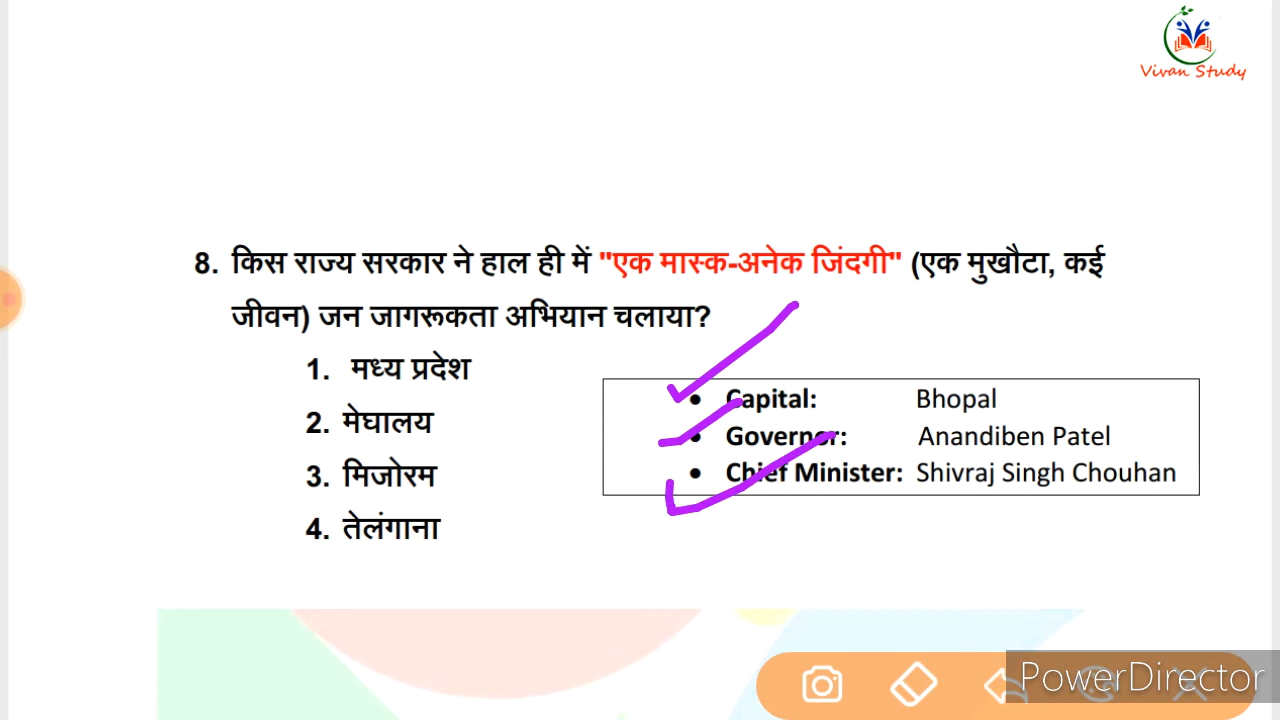 Vivan Study
8. किस राज्य सरकार ने हाल ही में "एक मास्क-अनेक जिंदगी" (एक मुखौटा, कई
जीवन) जन जागरूकता अभियान चलाया?
1. मध्य प्रदेश
2. मेघालय
3. मिजोरम
4. तेलंगाना
• Capital: Bhopal
• Governor: Anandiben Patel
• Chief Minister: Shivraj Singh Chouhan
PowerDirector